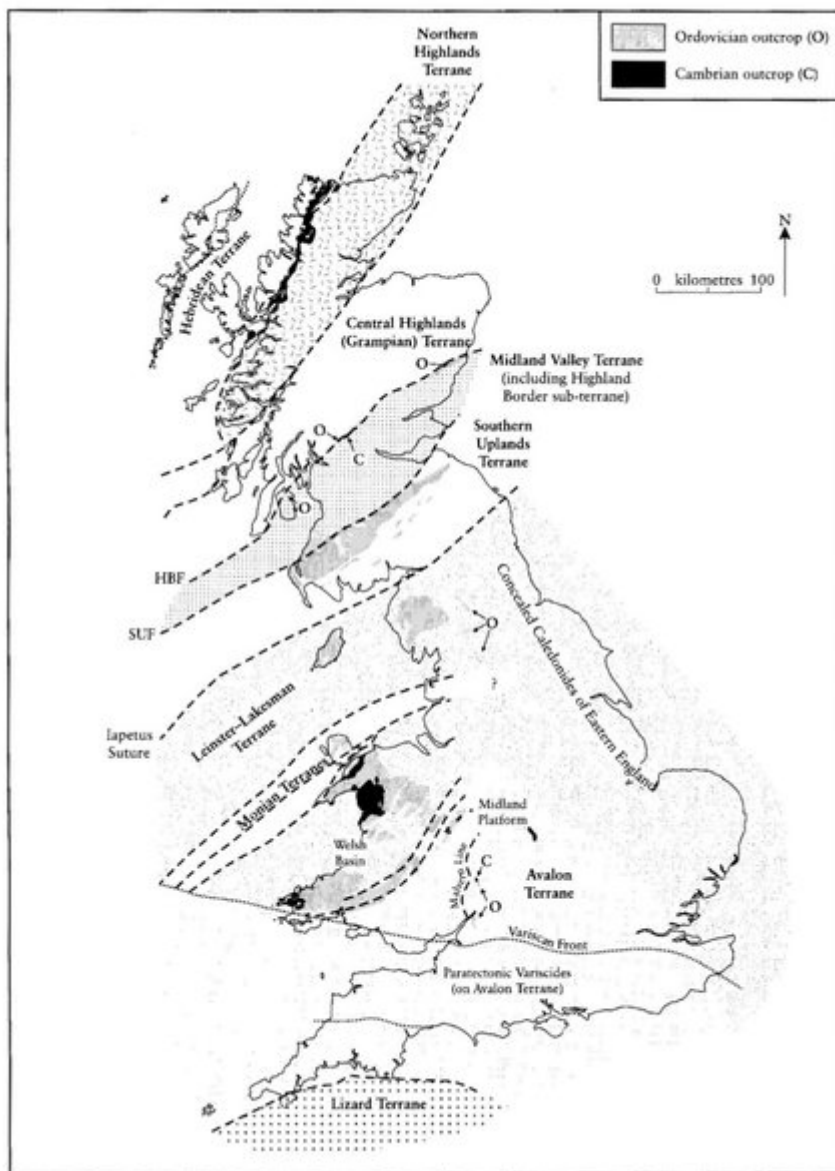 Northern
Highlands
Terrane
Ordovician outcrop (O)
Cambrian outcrop (C)
N
0 kilometres 100
Hebridean Terrane
Central Highlands
(Grampian) Terrane
O
Midland Valley Terrane
(including Highland
Border sub-terrane)
O
C
Southern
Uplands
Terrane
O
HBF
SUF
O
?
Concealed Caledonides of Eastern England
Iapetus
Suture
Leinster-Lakesman
Terrane
Monian Terrane
Midland
Platform
Welsh
Basin
Malvern Line
C
Avalon
Terrane
O
Variscan Front
Paratectonic Variscides
(on Avalon Terrane)
Lizard Terrane